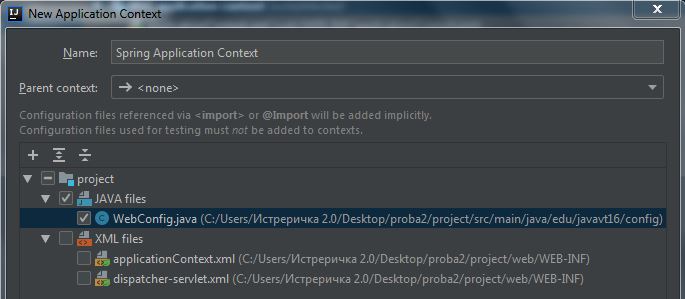 New Application Context
Name: Spring Application Context
Parent context: <none>
Configuration files referenced via <import> or @Import will be added implicitly.
Configuration files used for testing must not be added to contexts.
project
JAVA files
WebConfig.java (C:/Users/Истреричка 2.0/Desktop/proba2/project/src/main/java/edu/javavt16/config)
XML files
applicationContext.xml (C:/Users/Истреричка 2.0/Desktop/proba2/project/web/WEB-INF)
dispatcher-servlet.xml (C:/Users/Истреричка 2.0/Desktop/proba2/project/web/WEB-INF)